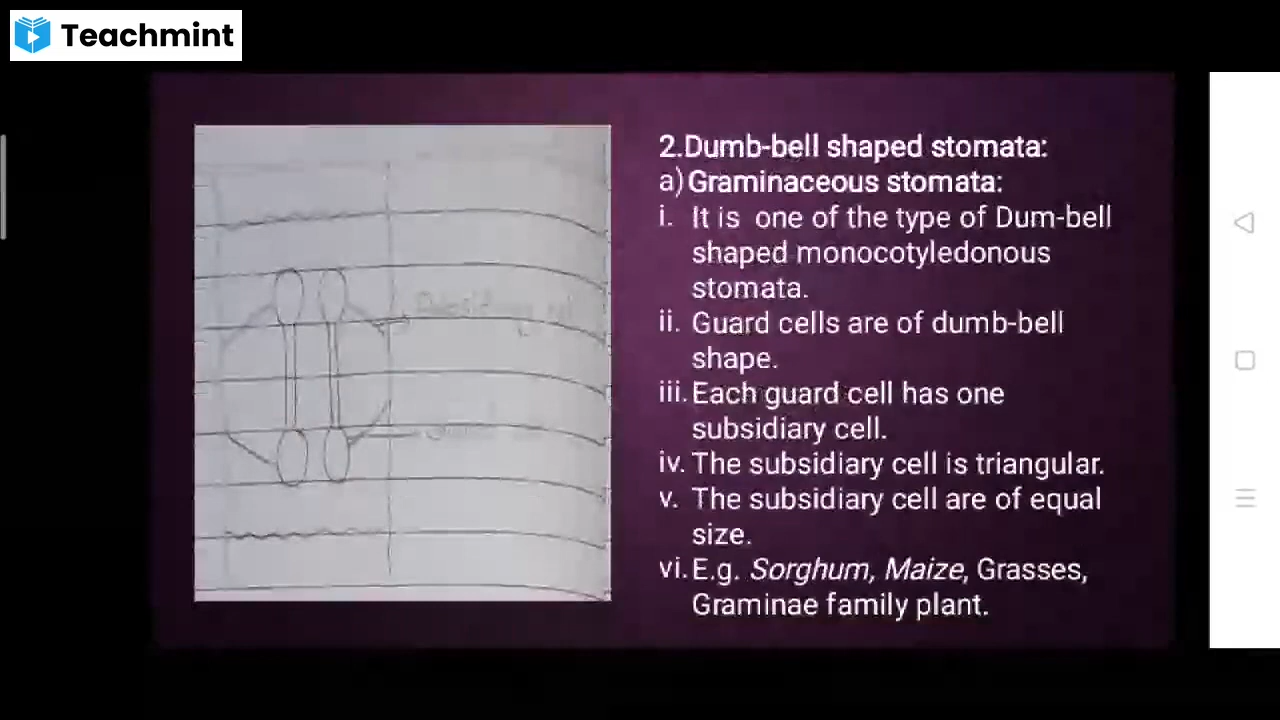 Teachmint
2.Dumb-bell shaped stomata:
a)Graminaceous stomata:
i. It is one of the type of Dum-bell
shaped monocotyledonous
stomata.
ii. Guard cells are of dumb-bell
shape.
iii. Each guard cell has one
subsidiary cell.
iv. The subsidiary cell is triangular.
v. The subsidiary cell are of equal
size.
vi. E.g. Sorghum, Maize, Grasses,
Graminae family plant.